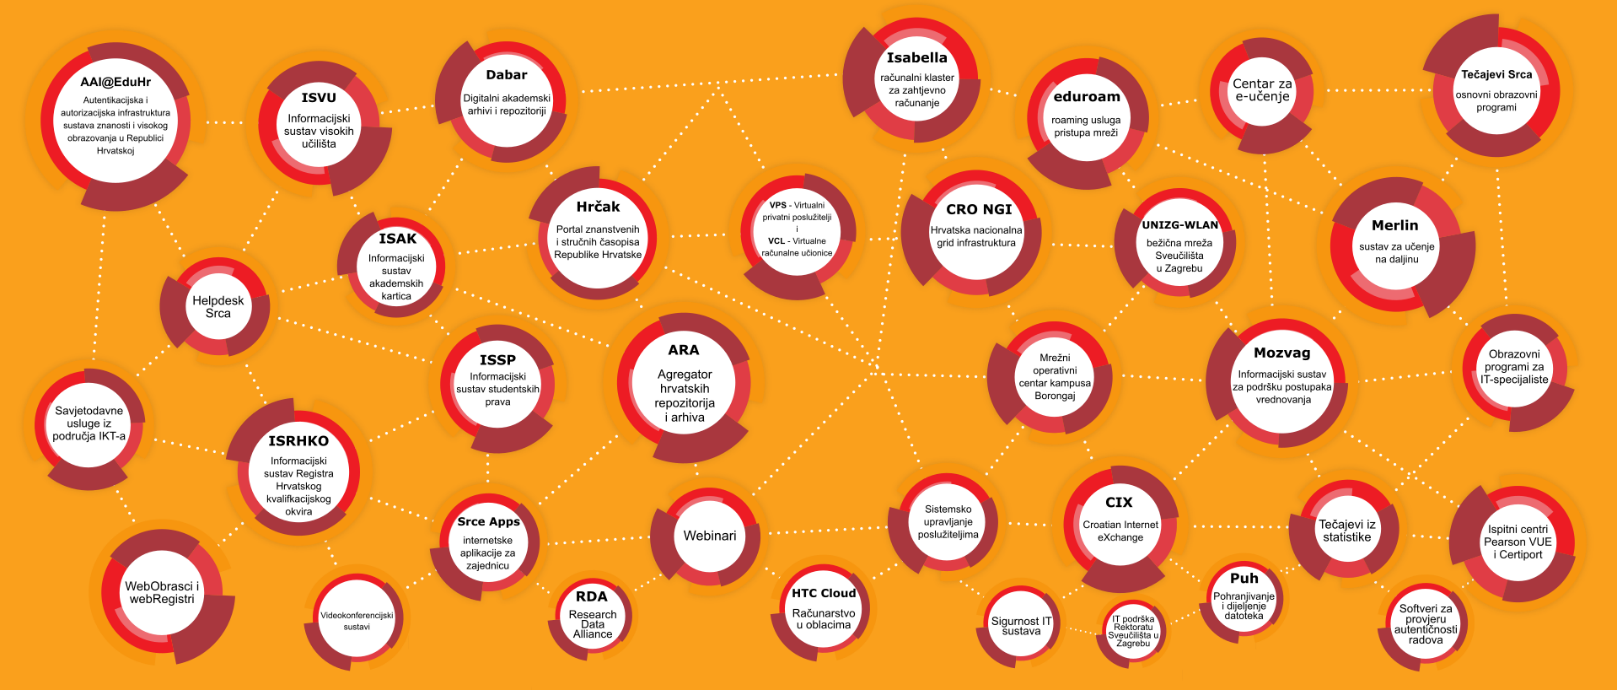 AAI@EduHr
Autentikacijska i
autorizacijska infrastruktura
sustava znanosti i visokog
obrazovanja u Republici
Hrvatskoj
ISVU
Informacijski
sustav visokih
učilišta
Dabar
Digitalni akademski
arhivi i repozitoriji
Isabella
računalni klaster
za zahtjevno
računanje
eduroam
roaming usluga
pristupa mreži
Centar za
e-učenje
Tečajevi Srca
osnovni obrazovni
programi
Helpdesk
Srca
ISAK
Informacijski
sustav
akademskih
kartica
Hrčak
Portal znanstvenih
i stručnih časopisa
Republike Hrvatske
VPS - Virtualni
privatni poslužitelji
i
VCL - Virtualne
računalne učionice
CRO NGI
Hrvatska nacionalna
grid infrastruktura
UNIZG-WLAN
bežična mreža
Sveučilišta
u Zagrebu
Merlin
sustav za učenje
na daljinu
Savjetodavne
usluge iz
područja IKT-a
ISRHKO
Informacijski
sustav Registra
Hrvatskog
kvalifkacijskog
okvira
ISSP
Informacijski
sustav studentskih
prava
ARA
Agregator
hrvatskih
repozitorija
i arhiva
Mrežni
operativni
centar kampusa
Borongaj
Mozvag
Informacijski sustav
za podršku postupaka
vrednovanja
Obrazovni
programi za
IT-specijaliste
WebObrasci i
webRegistri
Videokonferencijski
sustavi
Srce Apps
internetske
aplikacije za
zajednicu
RDA
Research
Data
Alliance
Webinari
HTC Cloud
Računarstvo
u oblacima
Sistemsko
upravljanje
poslužiteljima
Sigurnost IT
sustava
CIX
Croatian Internet
eXchange
IT podrška
Rektoratu
Sveučilišta u
Zagrebu
Puh
Pohranjivanje
i dijeljenje
datoteka
Tečajevi iz
statistike
Softveri za
provjeru
autentičnosti
radova
Ispitni centri
Pearson VUE
i Certiport